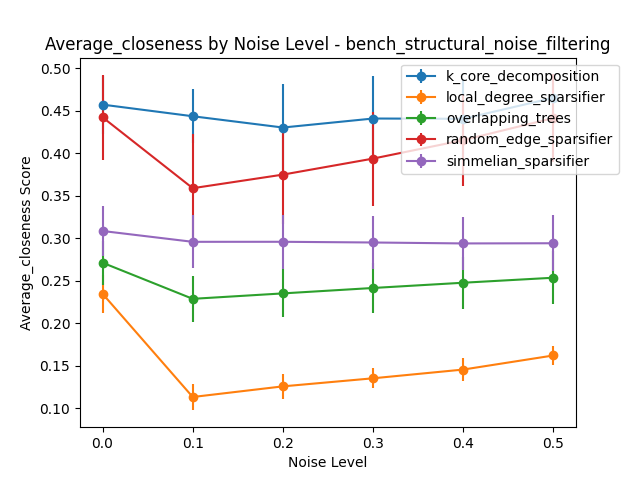 Average_closeness by Noise Level - bench_structural_noise_filtering
k_core_decomposition
local_degree_sparsifier
overlapping_trees
random_edge_sparsifier
simmelian_sparsifier
Average_closeness Score
0.50
0.45
0.40
0.35
0.30
0.25
0.20
0.15
0.10
0.0 0.1 0.2 0.3 0.4 0.5
Noise Level